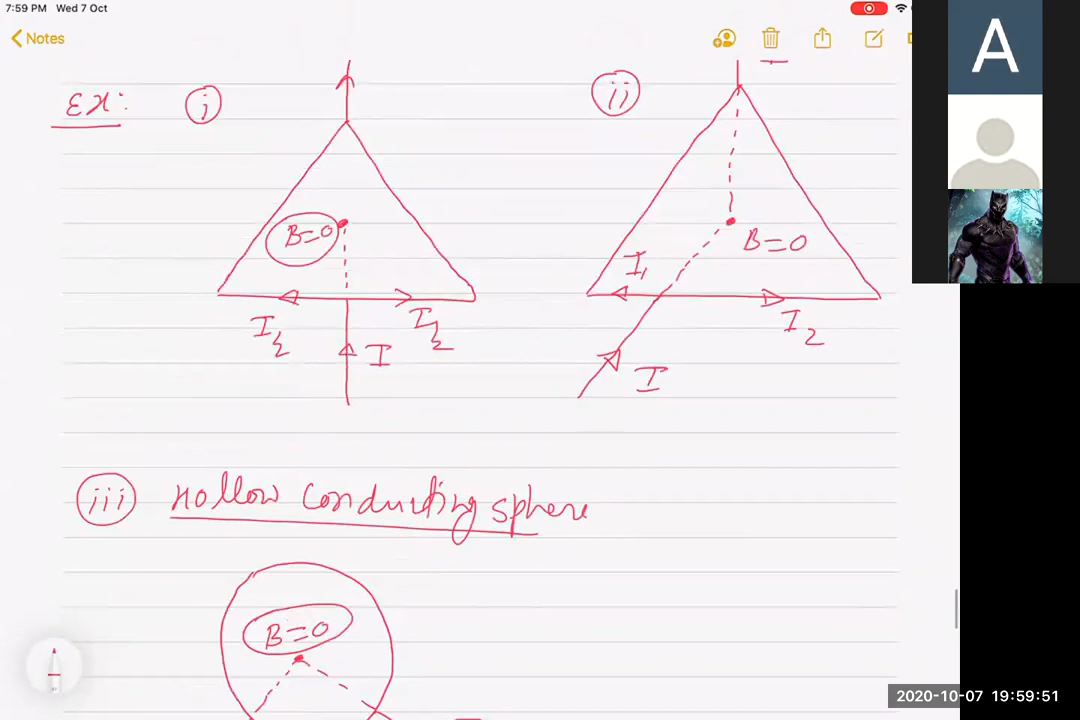 7:59 PM Wed 7 Oct
Notes
A
Ex:
i
ii
B=0
B=0
I1
I/2
I/2
I2
I
I
iii Hollow conducting sphere
B=0
2020-10-07 19:59:51